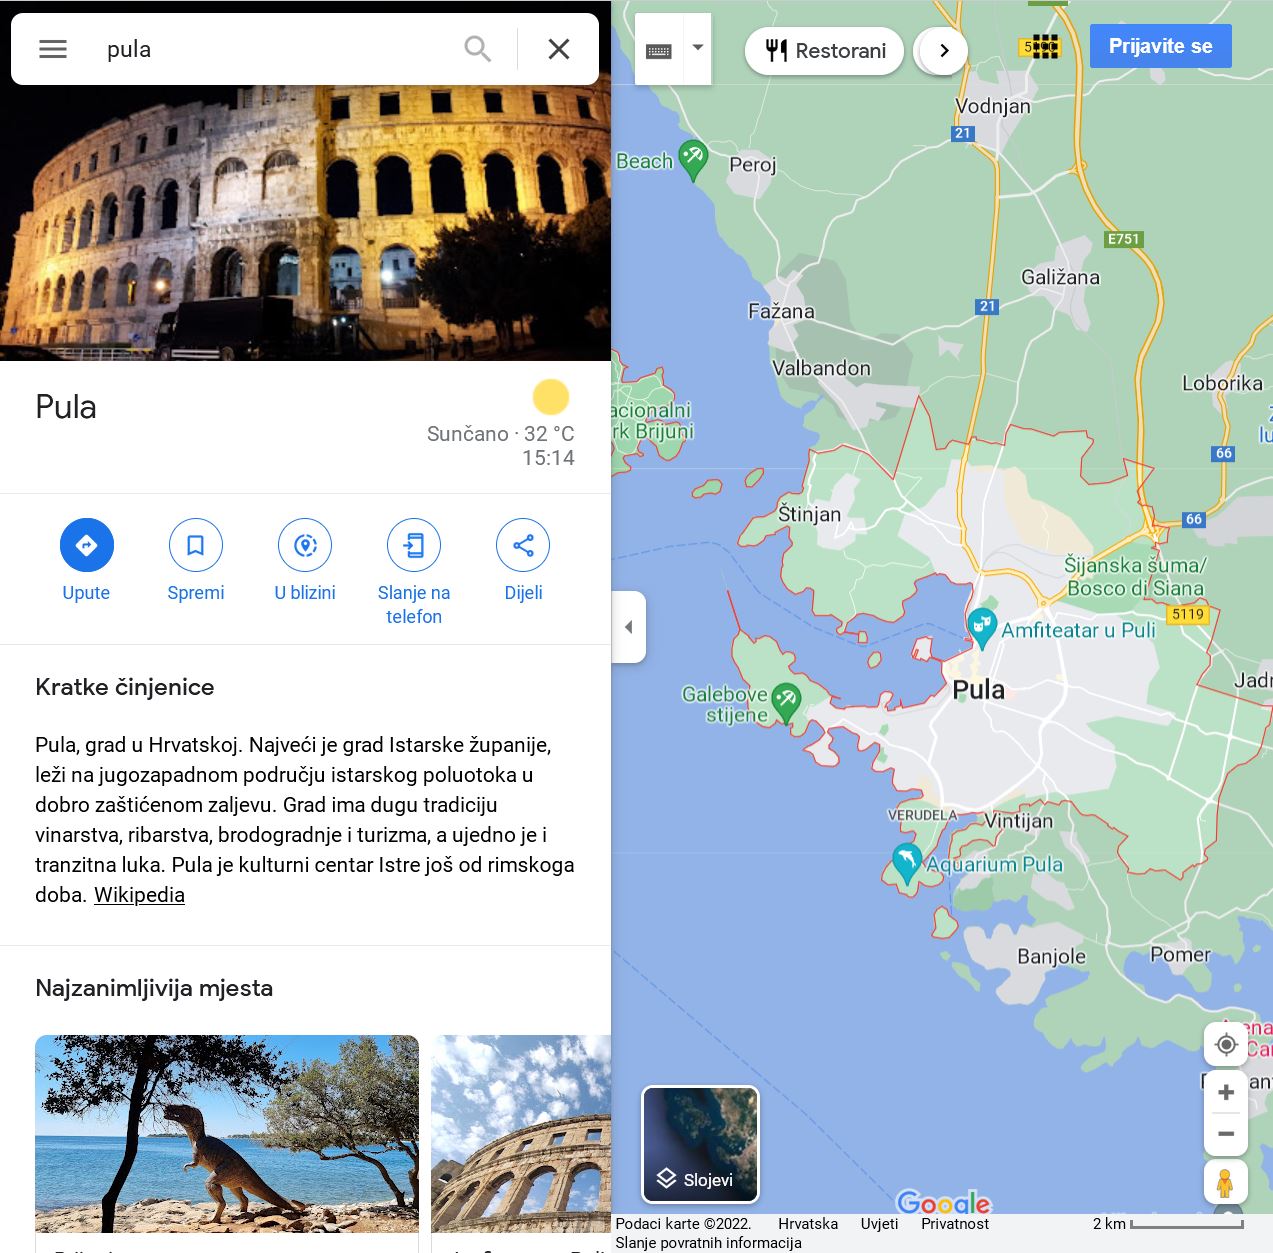 pula
Restorani
Prijavite se
Vodnjan
21
Beach
Peroj
E751
Galižana
21
Fažana
Valbandon
Loborika
acionalni
rk Brijuni
66
66
Štinjan
Šijanska šuma/
Bosco di Siana
5119
Amfiteatar u Puli
Pula
Galebove
stijene
VERUDELA
Vintijan
Aquarium Pula
Banjole
Pomer
Slojevi
Google
Podaci karte ©2022. Hrvatska Uvjeti Privatnost 2 km
Slanje povratnih informacija
Pula
Sunčano · 32 °C
15:14
Upute
Spremi
U blizini
Slanje na
telefon
Dijeli
Kratke činjenice
Pula, grad u Hrvatskoj. Najveći je grad Istarske županije,
leži na jugozapadnom području istarskog poluotoka u
dobro zaštićenom zaljevu. Grad ima dugu tradiciju
vinarstva, ribarstva, brodogradnje i turizma, a ujedno je i
tranzitna luka. Pula je kulturni centar Istre još od rimskoga
doba. Wikipedia
Najzanimljivija mjesta